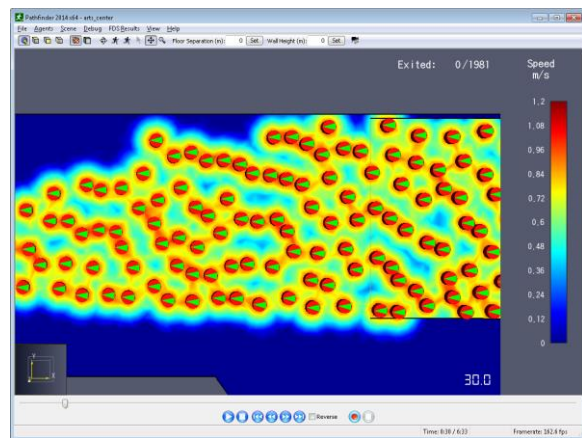 Pathfinder 2014 x64 - arts_center
File Agents Scene Debug FDS Results View Help
Floor Separation (m): 0 Set Wall Height (m): 0 Set
Exited: 0/1981
Speed
m/s
1.2
1.08
0.96
0.84
0.72
0.6
0.48
0.36
0.24
0.12
0
30.0
Reverse
Time: 0:30 / 6:33 Framerate: 162.6 fps